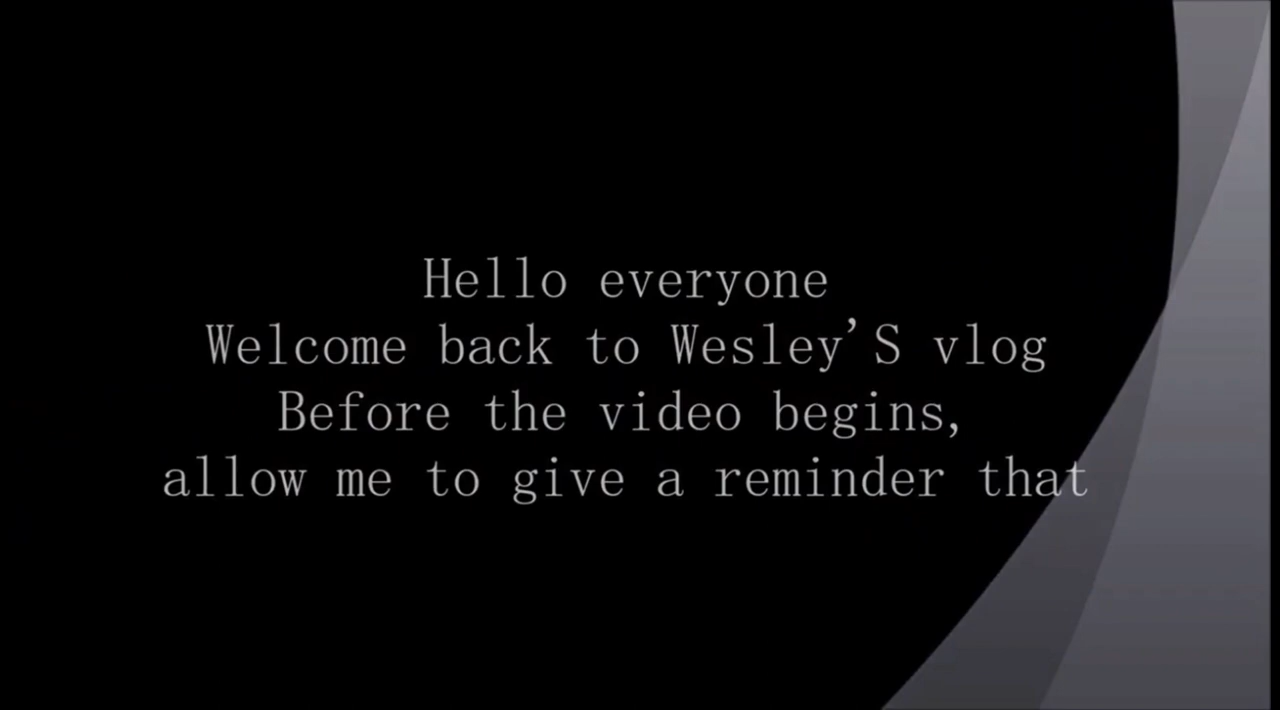 Hello everyone
Welcome back to Wesley'S vlog
Before the video begins,
allow me to give a reminder that